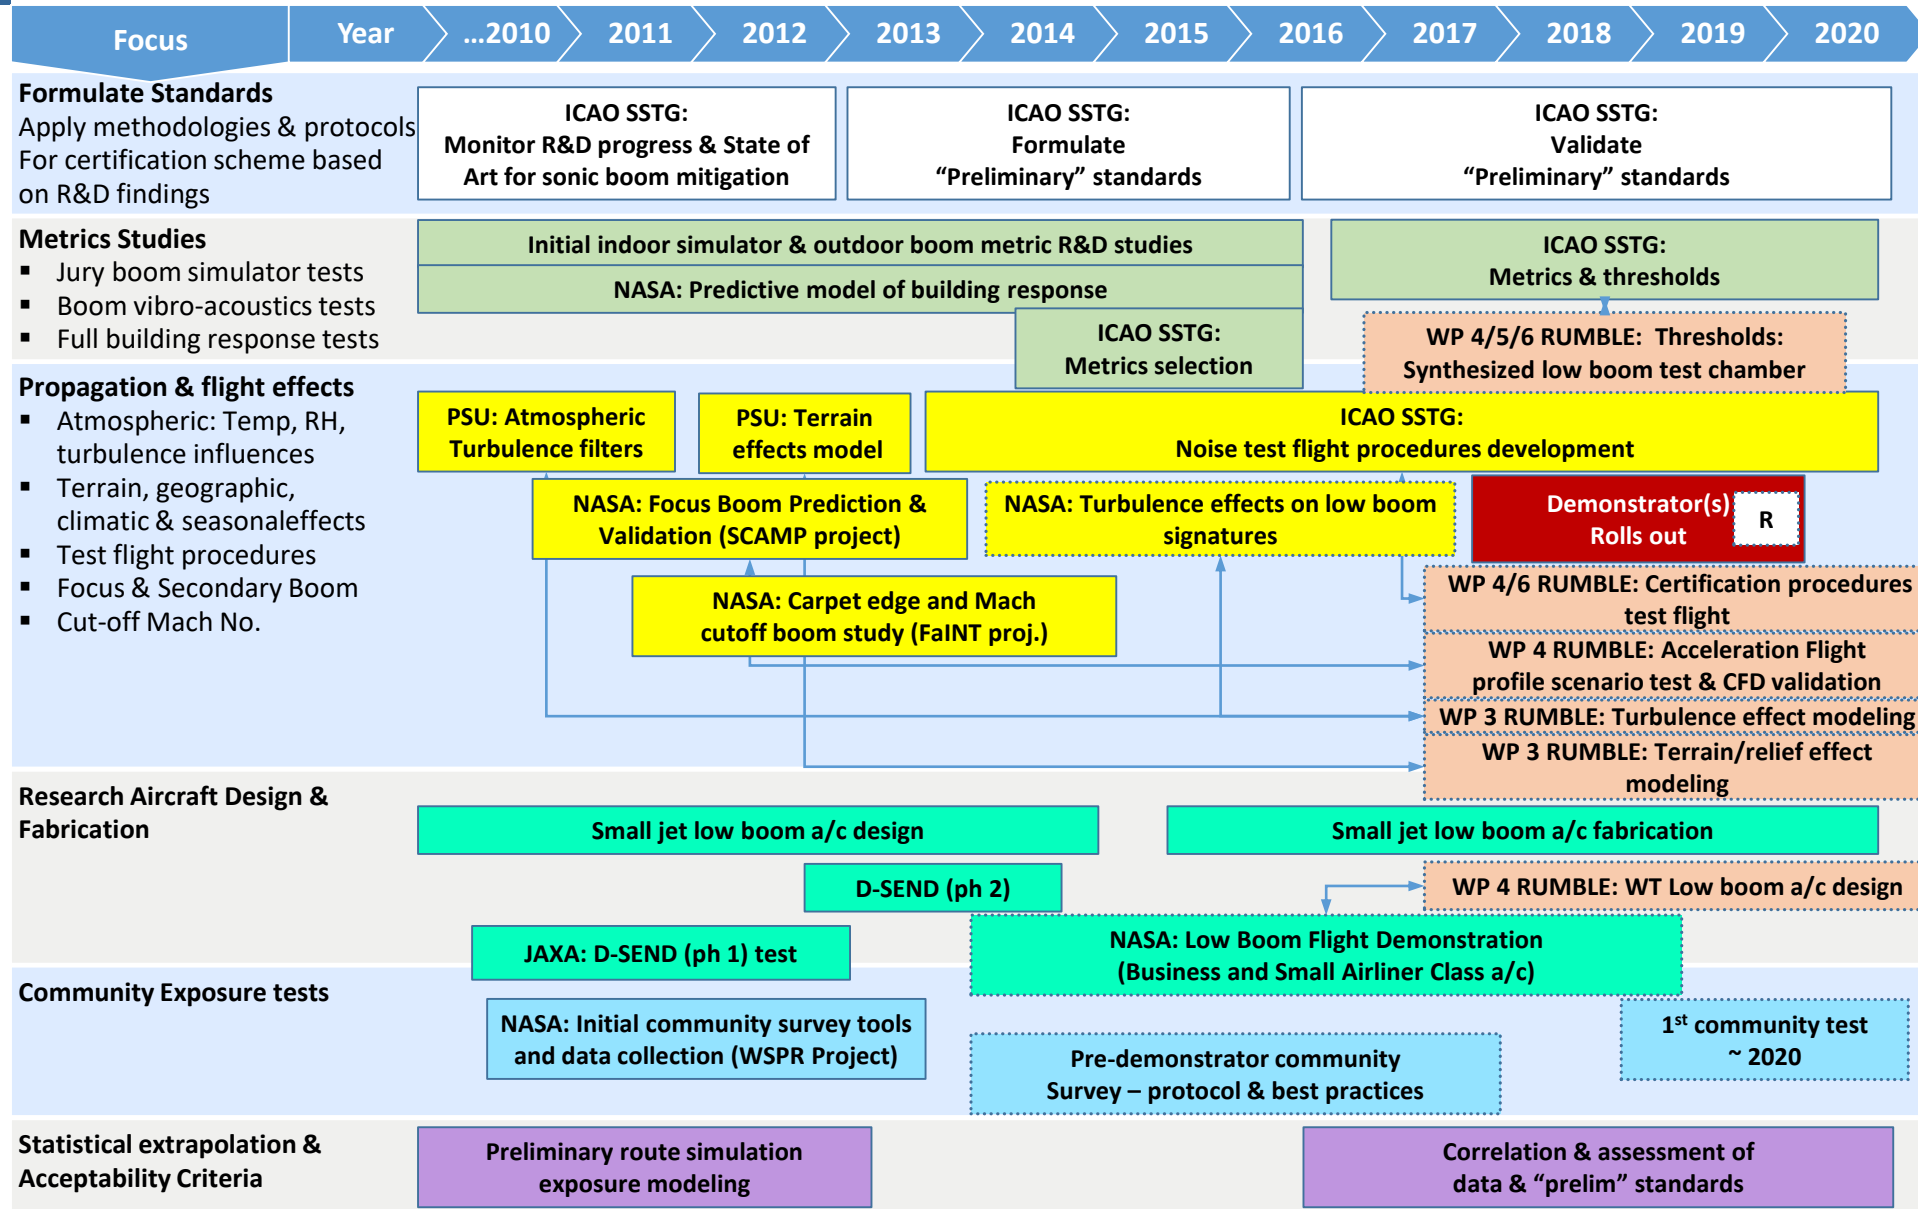 Focus
Year
...2010
2011
2012
2013
2014
2015
2016
2017
2018
2019
2020
Formulate Standards
Apply methodologies & protocols
For certification scheme based
on R&D findings
ICAO SSTG:
Monitor R&D progress & State of
Art for sonic boom mitigation
ICAO SSTG:
Formulate
“Preliminary” standards
ICAO SSTG:
Validate
“Preliminary” standards
Metrics Studies
▪ Jury boom simulator tests
▪ Boom vibro-acoustics tests
▪ Full building response tests
Initial indoor simulator & outdoor boom metric R&D studies
NASA: Predictive model of building response
ICAO SSTG:
Metrics selection
ICAO SSTG:
Metrics & thresholds
WP 4/5/6 RUMBLE: Thresholds:
Synthesized low boom test chamber
Propagation & flight effects
▪ Atmospheric: Temp, RH,
turbulence influences
▪ Terrain, geographic,
climatic & seasonaleffects
▪ Test flight procedures
▪ Focus & Secondary Boom
▪ Cut-off Mach No.
PSU: Atmospheric
Turbulence filters
PSU: Terrain
effects model
ICAO SSTG:
Noise test flight procedures development
NASA: Focus Boom Prediction &
Validation (SCAMP project)
NASA: Turbulence effects on low boom
signatures
Demonstrator(s)
Rolls out
R
NASA: Carpet edge and Mach
cutoff boom study (FaINT proj.)
WP 4/6 RUMBLE: Certification procedures
test flight
WP 4 RUMBLE: Acceleration Flight
profile scenario test & CFD validation
WP 3 RUMBLE: Turbulence effect modeling
WP 3 RUMBLE: Terrain/relief effect
modeling
Research Aircraft Design &
Fabrication
Small jet low boom a/c design
Small jet low boom a/c fabrication
D-SEND (ph 2)
WP 4 RUMBLE: WT Low boom a/c design
JAXA: D-SEND (ph 1) test
NASA: Low Boom Flight Demonstration
(Business and Small Airliner Class a/c)
Community Exposure tests
NASA: Initial community survey tools
and data collection (WSPR Project)
Pre-demonstrator community
Survey – protocol & best practices
1st community test
~ 2020
Statistical extrapolation &
Acceptability Criteria
Preliminary route simulation
exposure modeling
Correlation & assessment of
data & “prelim” standards